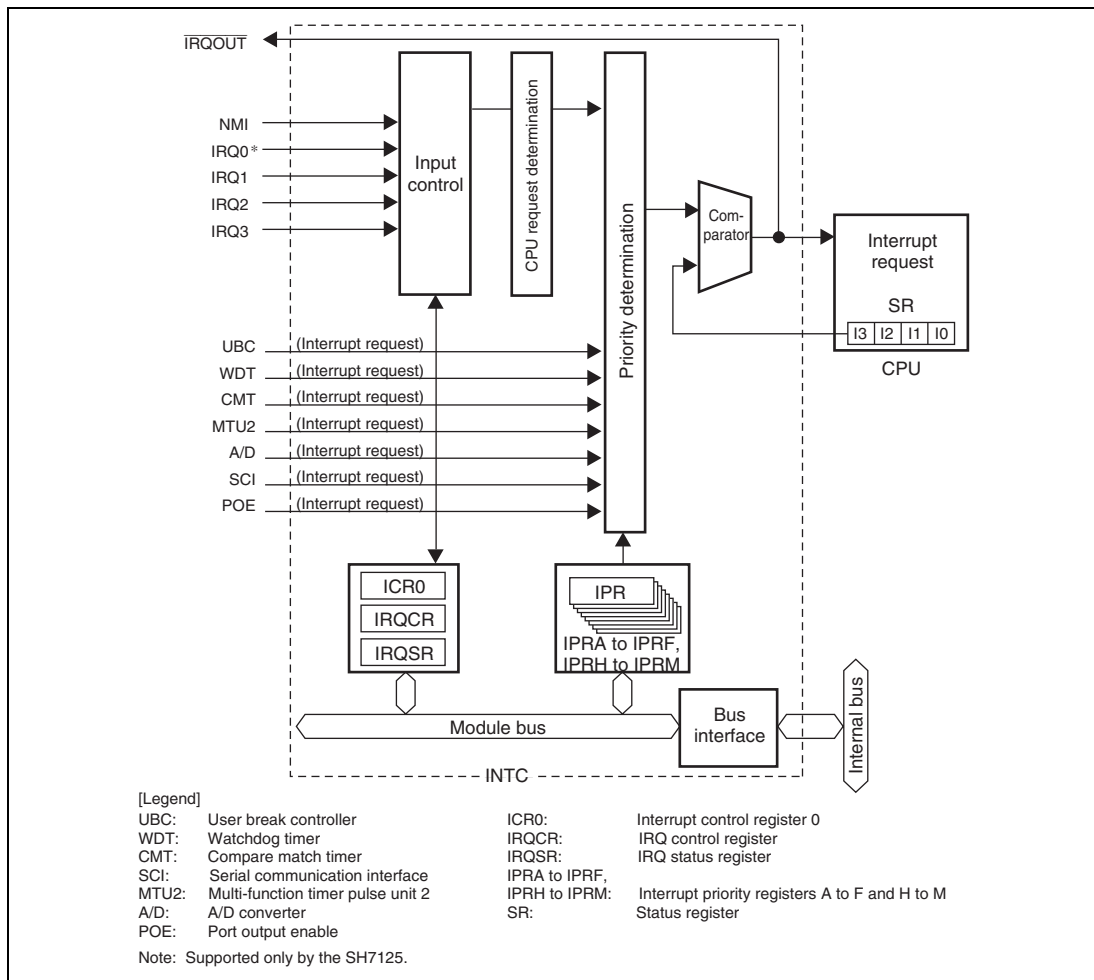 IRQOUT
NMI
IRQ0*
IRQ1
IRQ2
IRQ3
Input
control
CPU request determination
Priority determination
Com-
parator
Interrupt
request
SR
I3 I2 I1 I0
CPU
UBC (Interrupt request)
WDT (Interrupt request)
CMT (Interrupt request)
MTU2 (Interrupt request)
A/D (Interrupt request)
SCI (Interrupt request)
POE (Interrupt request)
ICR0
IRQCR
IRQSR
IPR
IPRA to IPRF,
IPRH to IPRM
Module bus
Bus
interface
Internal bus
INTC
[Legend]
UBC: User break controller
WDT: Watchdog timer
CMT: Compare match timer
SCI: Serial communication interface
MTU2: Multi-function timer pulse unit 2
A/D: A/D converter
POE: Port output enable
ICR0: Interrupt control register 0
IRQCR: IRQ control register
IRQSR: IRQ status register
IPRA to IPRF,
IPRH to IPRM: Interrupt priority registers A to F and H to M
SR: Status register
Note: Supported only by the SH7125.